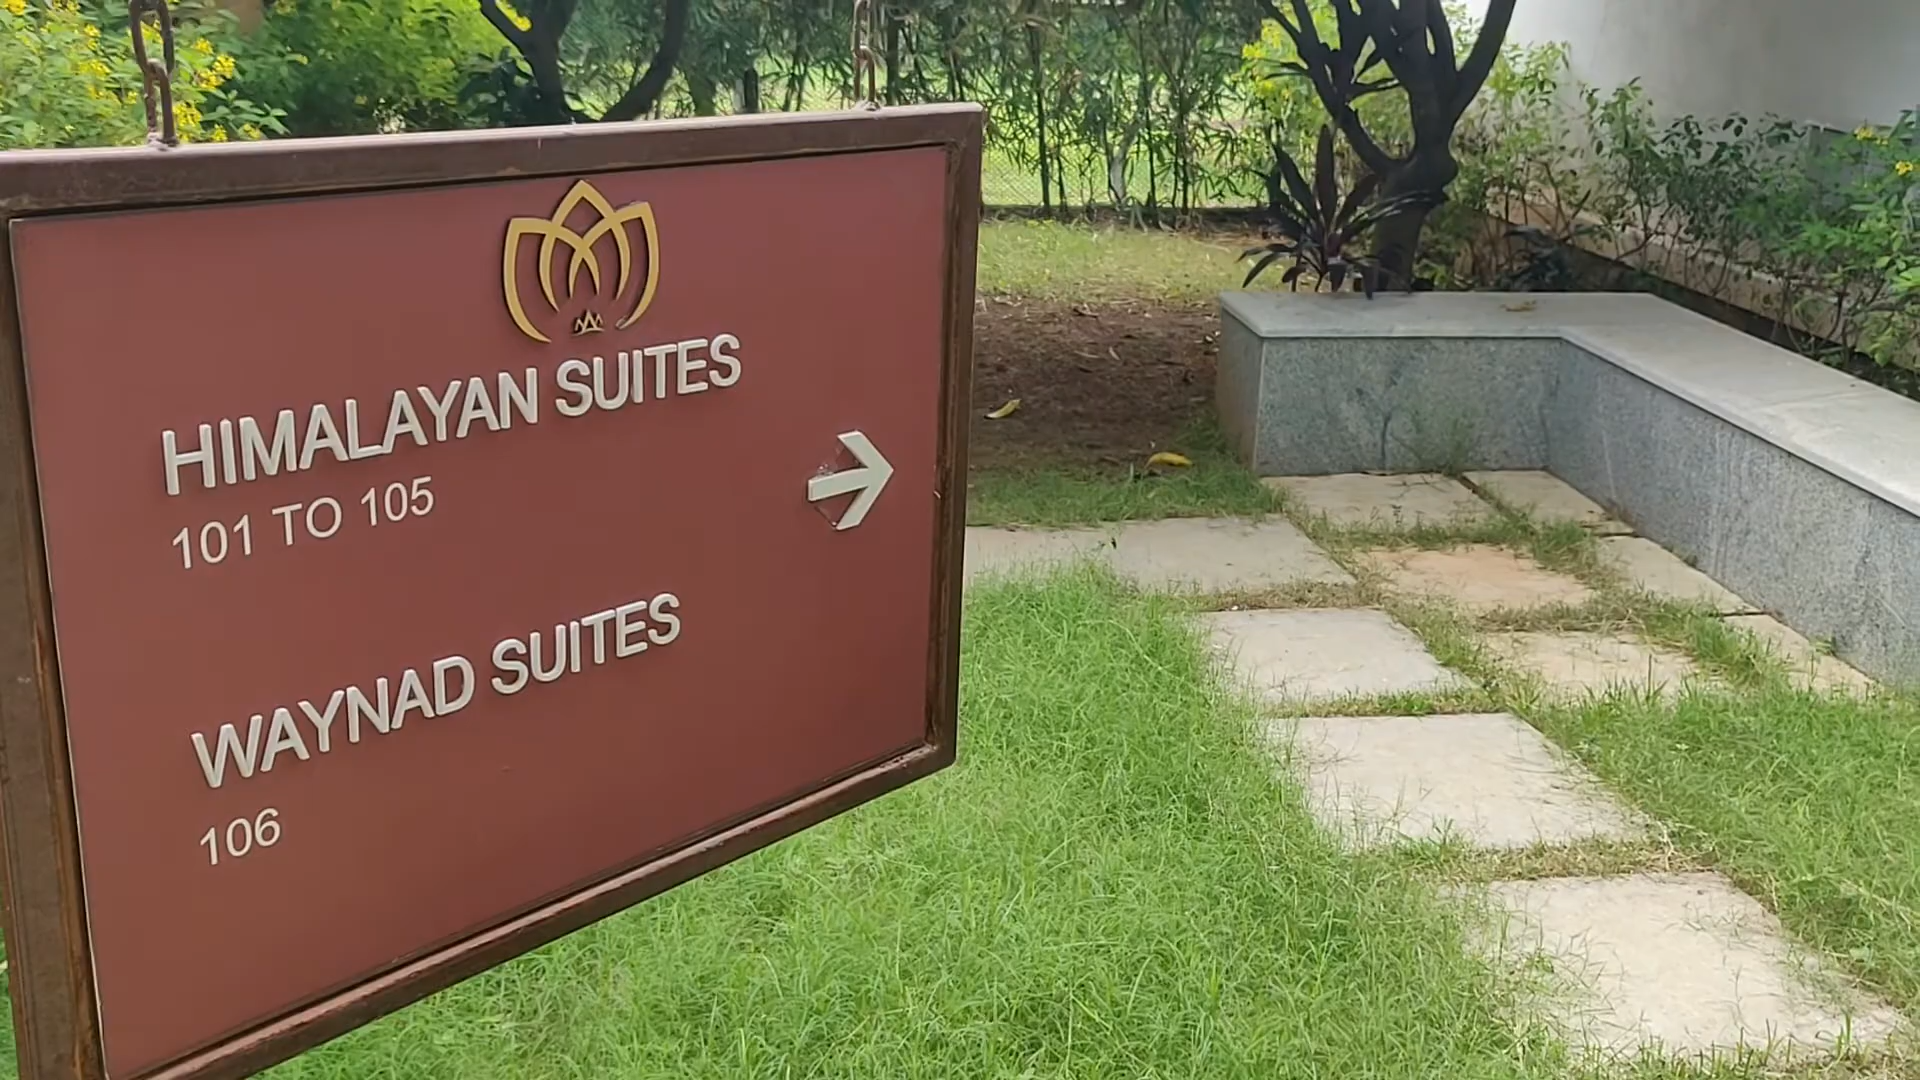 HIMALAYAN SUITES
101 TO 105
WAYNAD SUITES
106